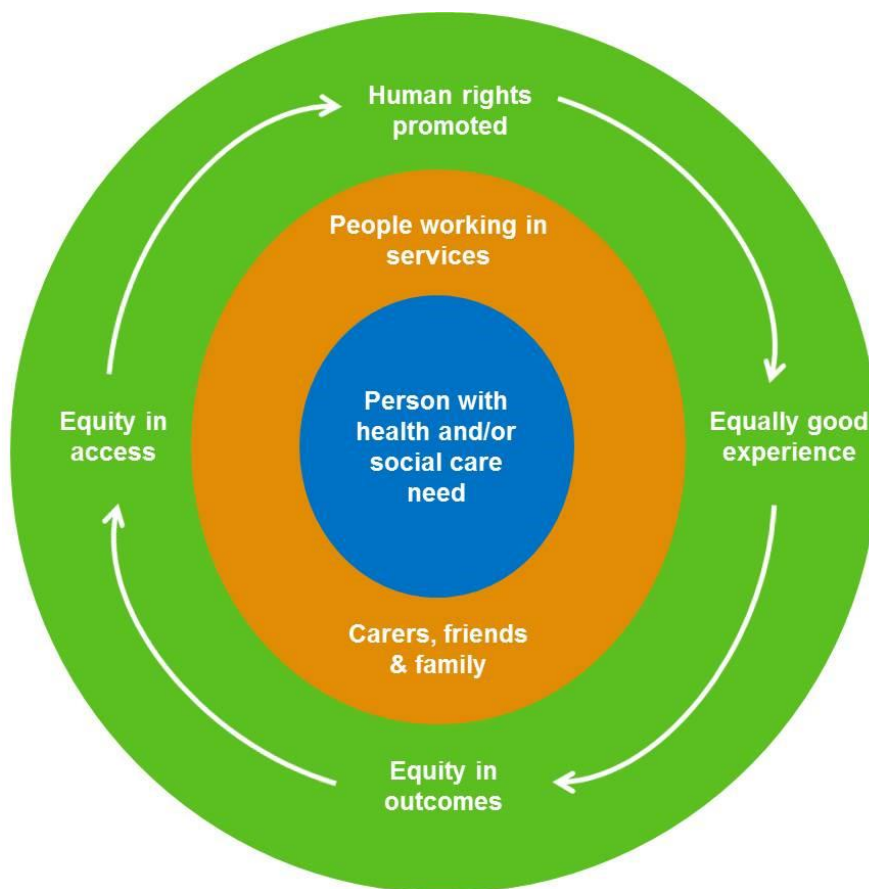 Human rights
promoted
People working in
services
Equity in
access
Person with
health and/or
social care
need
Equally good
experience
Carers, friends
& family
Equity in
outcomes